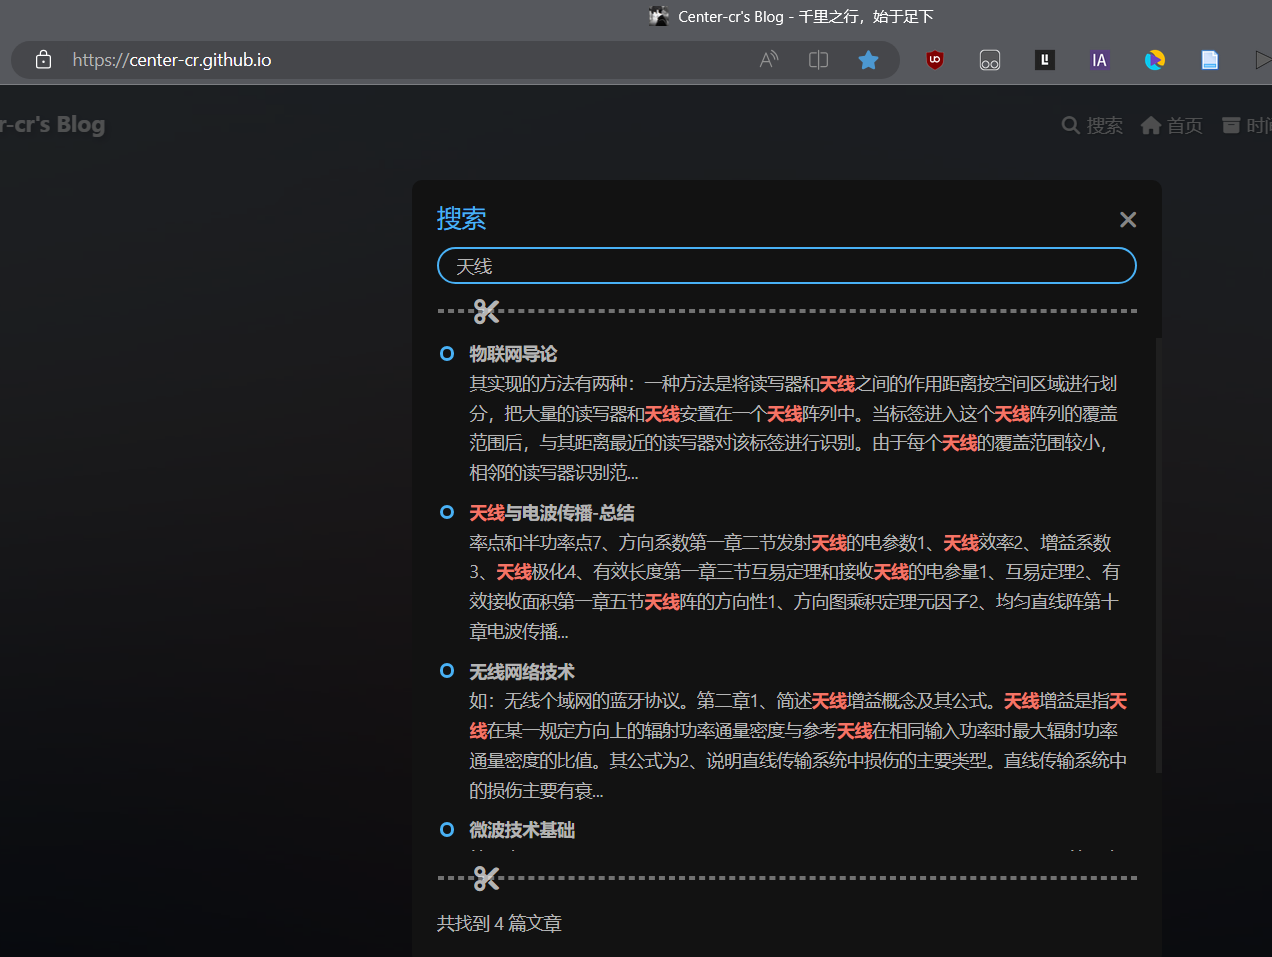 Center-cr's Blog - 千里之行，始于足下
https://center-cr.github.io
r-cr's Blog
搜索 首页 时间
搜索
天线
物联网导论
其实现的方法有两种：一种方法是将读写器和天线之间的作用距离按空间区域进行划
分，把大量的读写器和天线安置在一个天线阵列中。当标签进入这个天线阵列的覆盖
范围后，与其距离最近的读写器对该标签进行识别。由于每个天线的覆盖范围较小，
相邻的读写器识别范...
天线与电波传播-总结
率点和半功率点7、方向系数第一章二节发射天线的电参数1、天线效率2、增益系数
3、天线极化4、有效长度第一章三节互易定理和接收天线的电参量1、互易定理2、有
效接收面积第一章五节天线阵的方向性1、方向图乘积定理元因子2、均匀直线阵第十
章电波传播...
无线网络技术
如：无线个域网的蓝牙协议。第二章1、简述天线增益概念及其公式。天线增益是指天
线在某一规定方向上的辐射功率通量密度与参考天线在相同输入功率时最大辐射功率
通量密度的比值。其公式为2、说明直线传输系统中损伤的主要类型。直线传输系统中
的损伤主要有衰...
微波技术基础
共找到 4 篇文章